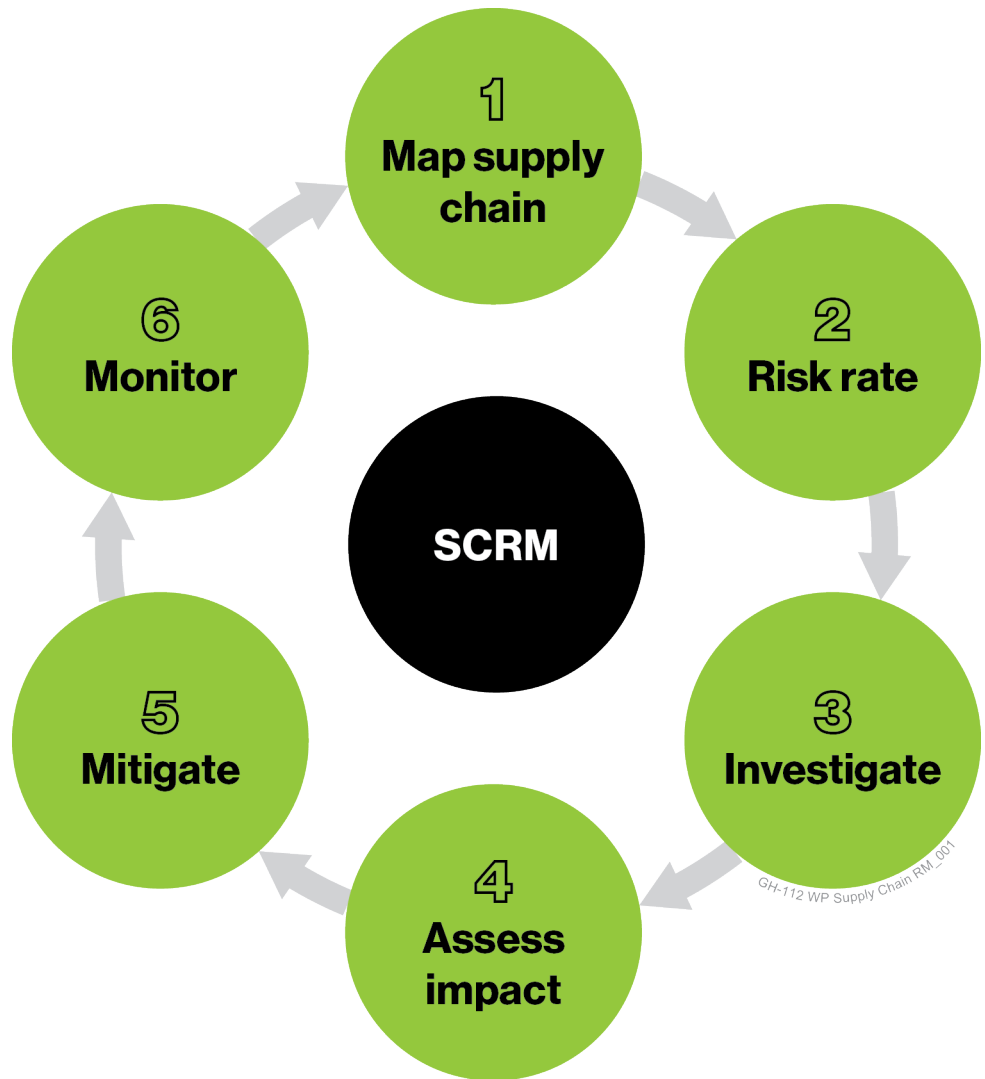 1
Map supply
chain
2
Risk rate
3
Investigate
4
Assess
impact
5
Mitigate
6
Monitor
SCRM
GH-112 WP Supply Chain RM_001